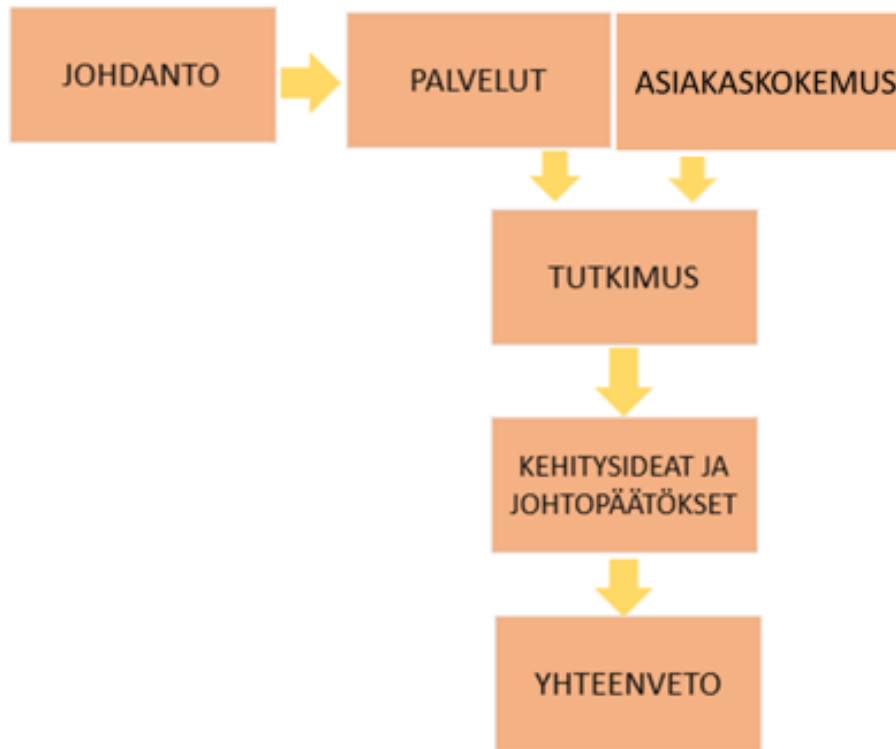 JOHDANTO
PALVELUT
ASIAKASKOKEMUS
TUTKIMUS
KEHITYSIDEAT JA
JOHTOPÄÄTÖKSET
YHTEENVETO